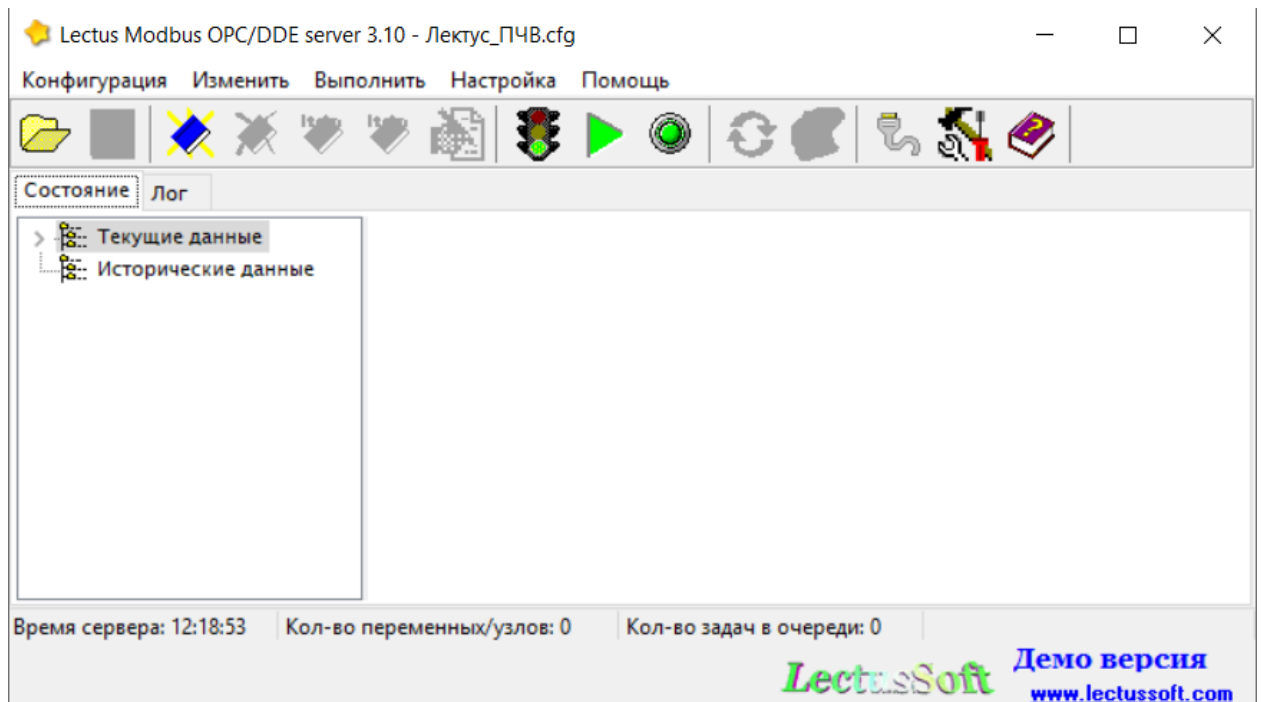 Lectus Modbus OPC/DDE server 3.10 - Лектус_ПЧВ.cfg
Конфигурация Изменить Выполнить Настройка Помощь
Состояние Лог
Текущие данные
Исторические данные
Время сервера: 12:18:53 Кол-во переменных/узлов: 0 Кол-во задач в очереди: 0
LectusSoft Демо версия
www.lectussoft.com